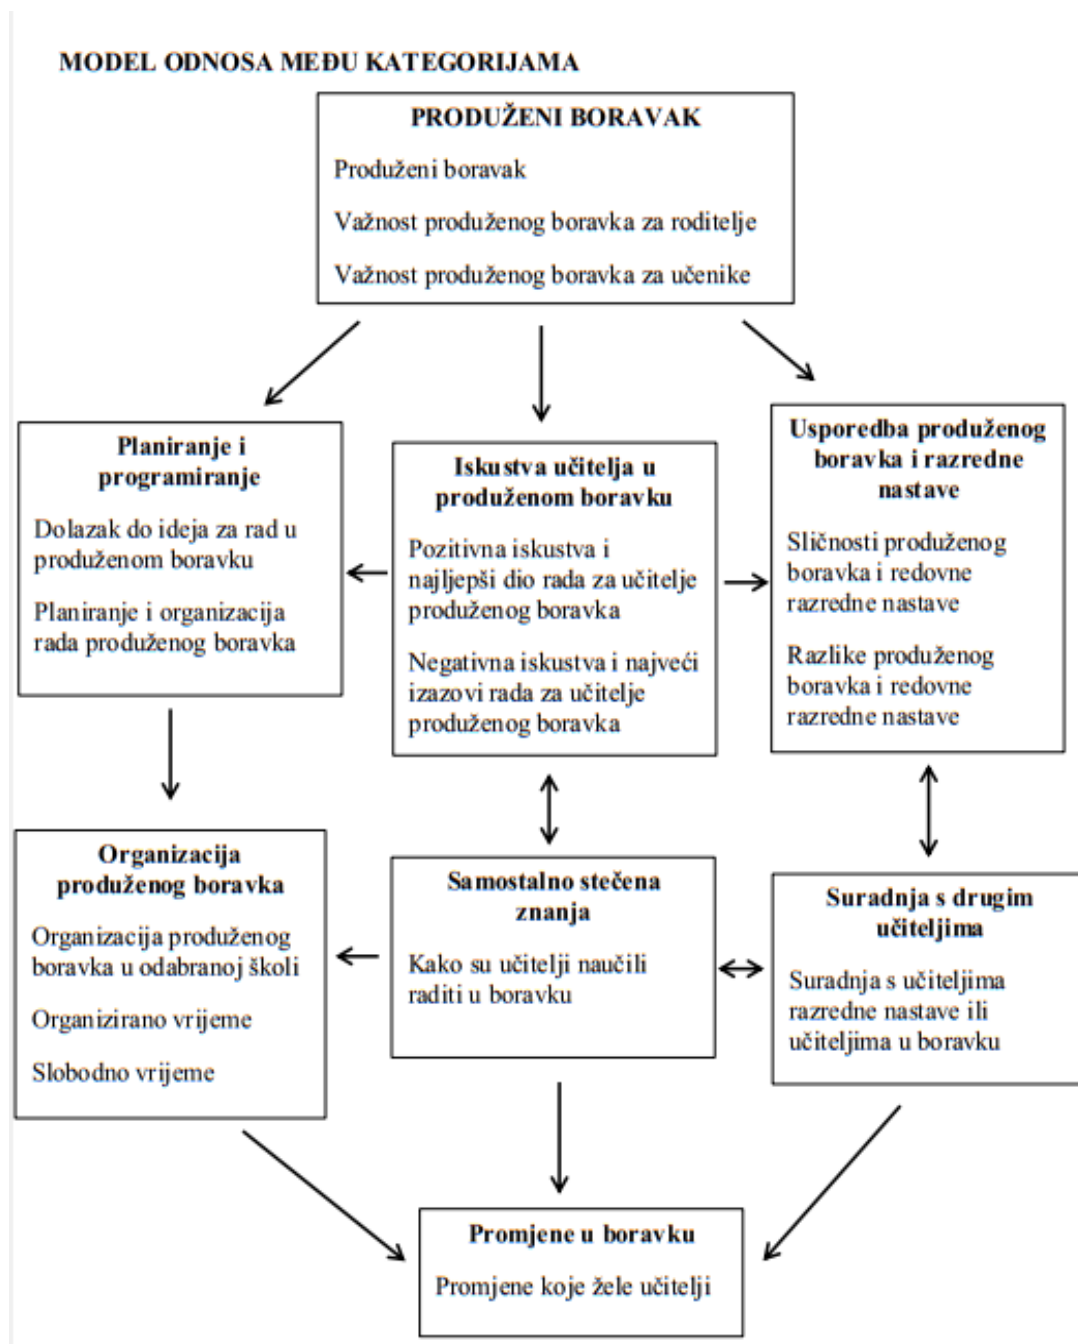 MODEL ODNOSA MEĐU KATEGORIJAMA
PRODUŽENI BORAVAK
Produženi boravak
Važnost produženog boravka za roditelje
Važnost produženog boravka za učenike
Planiranje i
programiranje
Dolazak do ideja za rad u
produženom boravku
Planiranje i organizacija
rada produženog boravka
Iskustva učitelja u
produženom boravku
Pozitivna iskustva i
najljepši dio rada za učitelje
produženog boravka
Negativna iskustva i najveći
izazovi rada za učitelje
produženog boravka
Usporedba produženog
boravka i razredne
nastave
Sličnosti produženog
boravka i redovne
razredne nastave
Razlike produženog
boravka i redovne
razredne nastave
Organizacija
produženog boravka
Organizacija produženog
boravka u odabranoj školi
Organizirano vrijeme
Slobodno vrijeme
Samostalno stečena
znanja
Kako su učitelji naučili
raditi u boravku
Suradnja s drugim
učiteljima
Suradnja s učiteljima
razredne nastave ili
učiteljima u boravku
Promjene u boravku
Promjene koje žele učitelji